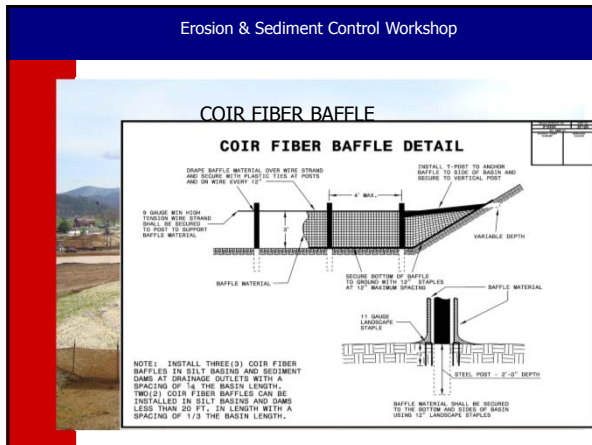 Erosion & Sediment Control Workshop
COIR FIBER BAFFLE
COIR FIBER BAFFLE DETAIL
DRAPE BAFFLE MATERIAL OVER WIRE STRAND
AND SECURE WITH PLASTIC TIES AT POSTS
AND ON WIRE EVERY 12"
INSTALL T-POST TO ANCHOR
BAFFLE TO SIDE OF BASIN AND
SECURE TO VERTICAL POST
4' MAX.
9 GAUGE MIN HIGH
TENSION WIRE STRAND
SHALL BE SECURED
TO POST TO SUPPORT
BAFFLE MATERIAL
3'
VARIABLE DEPTH
BAFFLE MATERIAL
SECURE BOTTOM OF BAFFLE
TO GROUND WITH 12" STAPLES
AT 12" MAXIMUM SPACING
BAFFLE MATERIAL
11 GAUGE
LANDSCAPE
STAPLE
STEEL POST - 2'-0" DEPTH
NOTE: INSTALL THREE(3) COIR FIBER
BAFFLES IN SILT BASINS AND SEDIMENT
DAMS AT DRAINAGE OUTLETS WITH A
SPACING OF 1/4 THE BASIN LENGTH.
TWO(2) COIR FIBER BAFFLES CAN BE
INSTALLED IN SILT BASINS AND DAMS
LESS THAN 20 FT. IN LENGTH WITH A
SPACING OF 1/3 THE BASIN LENGTH.
BAFFLE MATERIAL SHALL BE SECURED
TO THE BOTTOM AND SIDES OF BASIN
USING 12" LANDSCAPE STAPLES